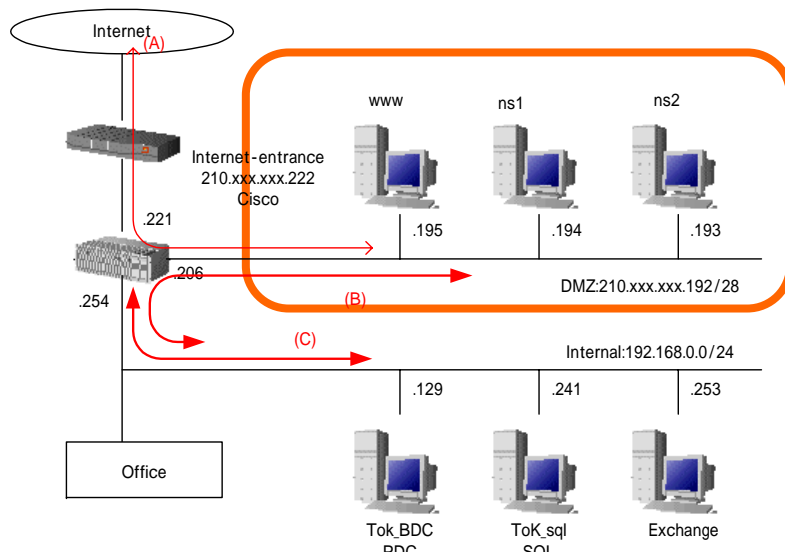 Internet
(A)
www
ns1
ns2
Internet-entrance
210.xxx.xxx.222
Cisco
.221
.195
.194
.193
.206
.254
DMZ:210.xxx.xxx.192/28
(B)
(C)
Internal:192.168.0.0/24
.129
.241
.253
Office
Tok_BDC
ToK_sql
Exchange